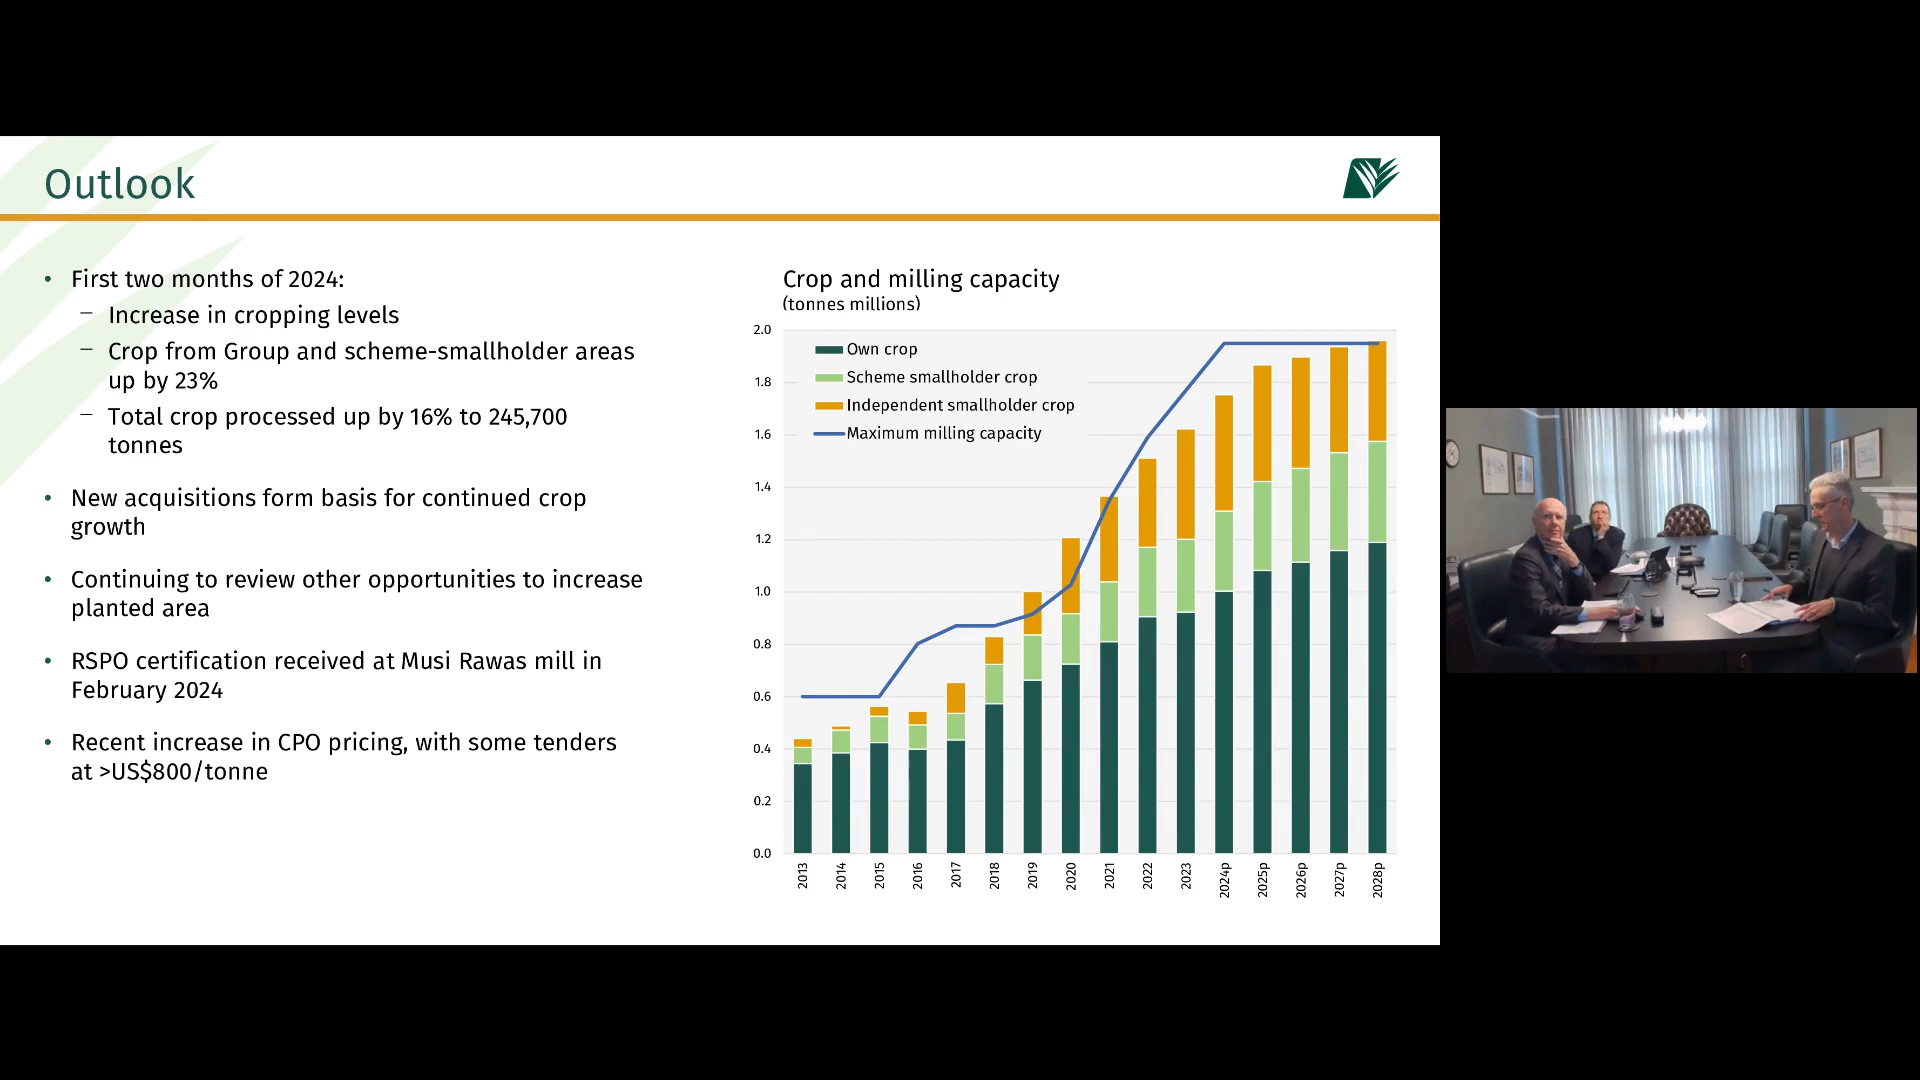 Outlook
• First two months of 2024:
– Increase in cropping levels
– Crop from Group and scheme-smallholder areas
up by 23%
– Total crop processed up by 16% to 245,700
tonnes
• New acquisitions form basis for continued crop
growth
• Continuing to review other opportunities to increase
planted area
• RSPO certification received at Musi Rawas mill in
February 2024
• Recent increase in CPO pricing, with some tenders
at >US$800/tonne
Crop and milling capacity
(tonnes millions)
2.0
1.8
1.6
1.4
1.2
1.0
0.8
0.6
0.4
0.2
0.0
Own crop
Scheme smallholder crop
Independent smallholder crop
Maximum milling capacity
2013
2014
2015
2016
2017
2018
2019
2020
2021
2022
2023
2024p
2025p
2026p
2027p
2028p